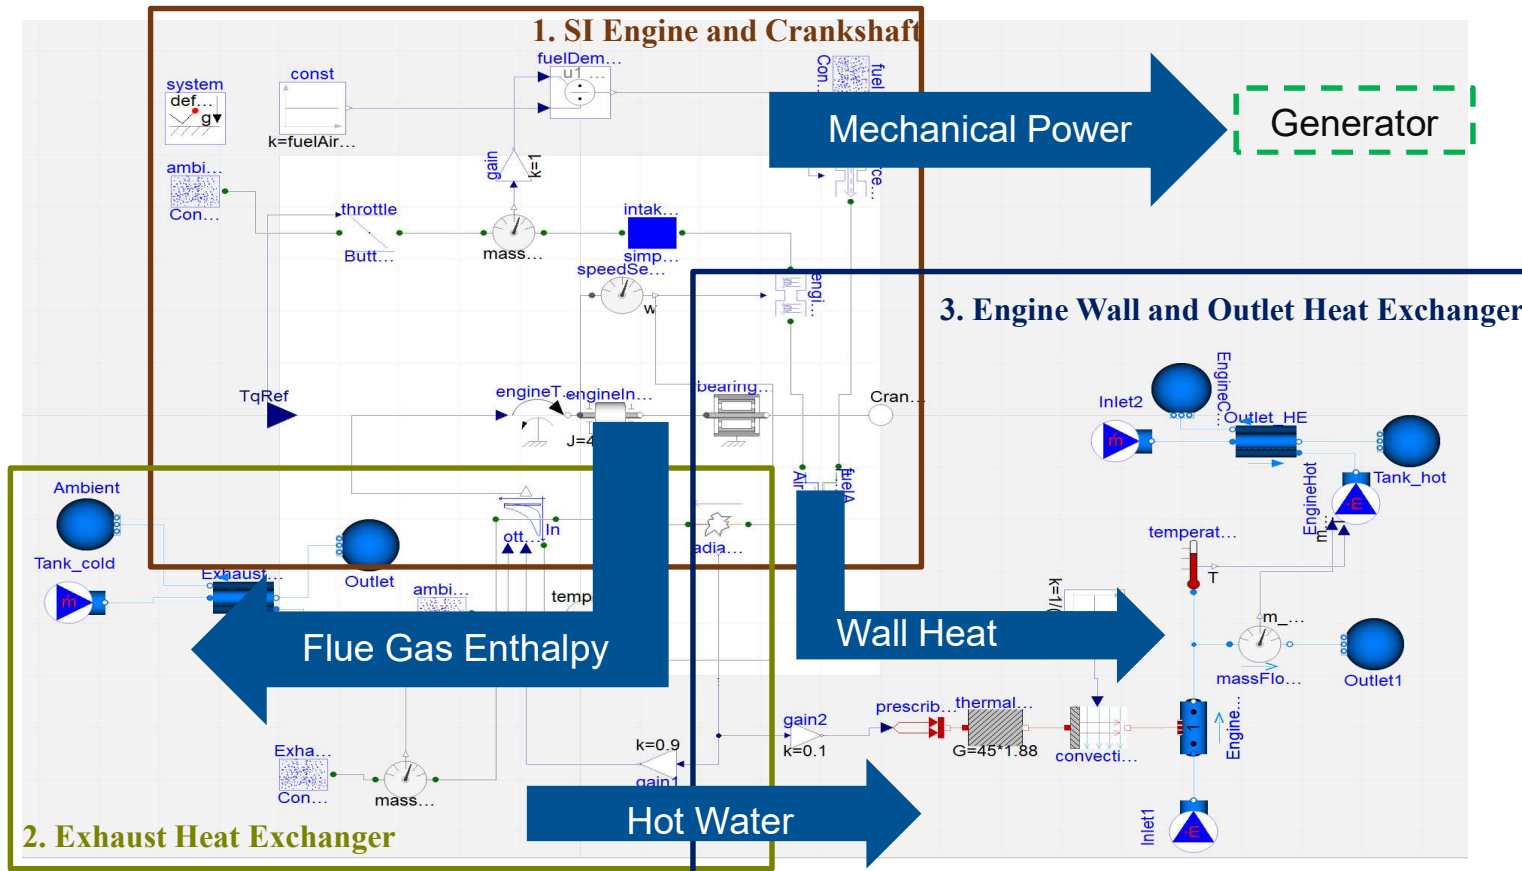 1. SI Engine and Crankshaft
fuelDem...
u1 ...
system
def...
g
const
k=fuelAir...
Con...
fuel
Mechanical Power
Generator
gain
k=1
ambi...
Con...
throttle
Butt...
mass...
intak...
simp...
speedSe...
w
engi...
3. Engine Wall and Outlet Heat Exchanger
TqRef
engineT...
engineIn...
bearing...
Cran...
Inlet2
EngineC...
Outlet_HE
Tank_hot
EngineHot
m...
Ambient
Tank_cold
Outlet
Exhaust...
ott...
In
Air
fuelA
adia...
ambi...
temp
temperat...
T
k=1/
m_...
massFlo...
Outlet1
Flue Gas Enthalpy
Wall Heat
prescrib...
thermal...
G=45*1.88
convecti...
1
Engine...
gain2
k=0.1
k=0.9
gain1
Exha...
Con...
mass...
Hot Water
Inlet1
2. Exhaust Heat Exchanger